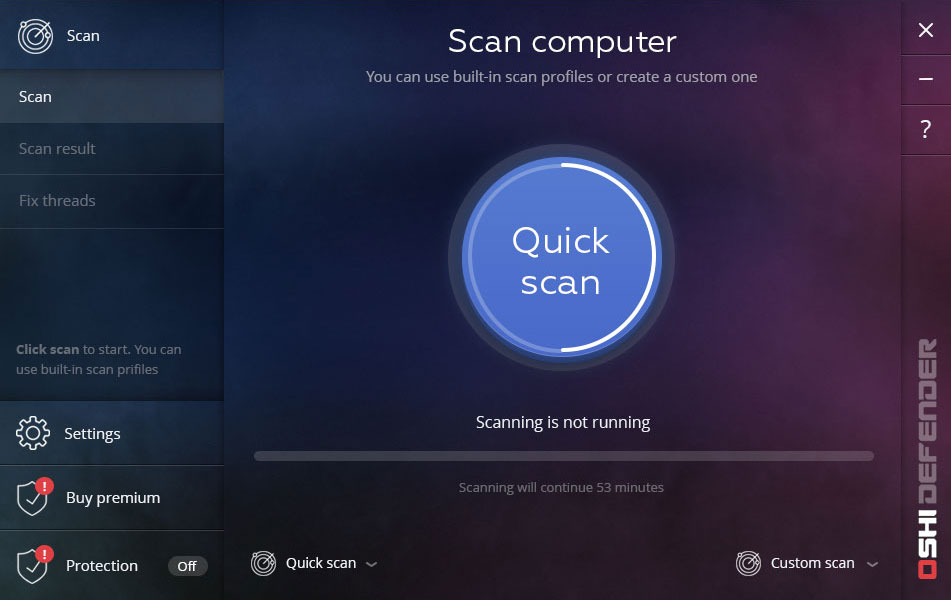 Scan
Scan
Scan result
Fix threads
Click scan to start. You can
use built-in scan prifiles
Settings
!
Buy premium
!
Protection
Off
Scan computer
You can use built-in scan profiles or create a custom one
Quick
scan
Scanning is not running
Scanning will continue 53 minutes
Quick scan
Custom scan
?
OSHI DEFENDER